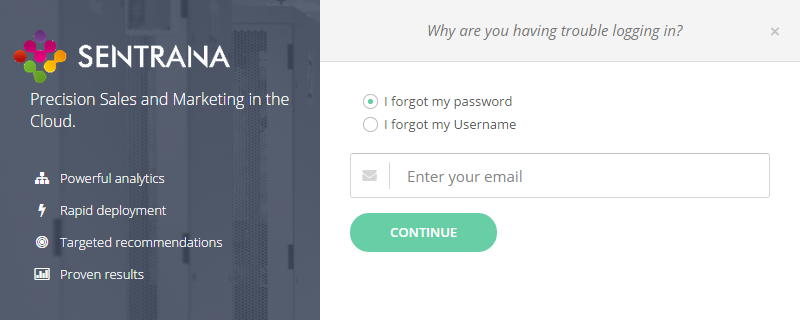 SENTRANA
Precision Sales and Marketing in the
Cloud.
Powerful analytics
Rapid deployment
Targeted recommendations
Proven results
Why are you having trouble logging in?
×
I forgot my password
I forgot my Username
Enter your email
CONTINUE